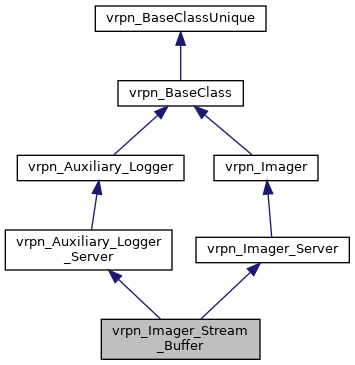 vrpn_BaseClassUnique
vrpn_BaseClass
vrpn_Auxiliary_Logger
vrpn_Imager
vrpn_Auxiliary_Logger
_Server
vrpn_Imager_Server
vrpn_Imager_Stream
_Buffer